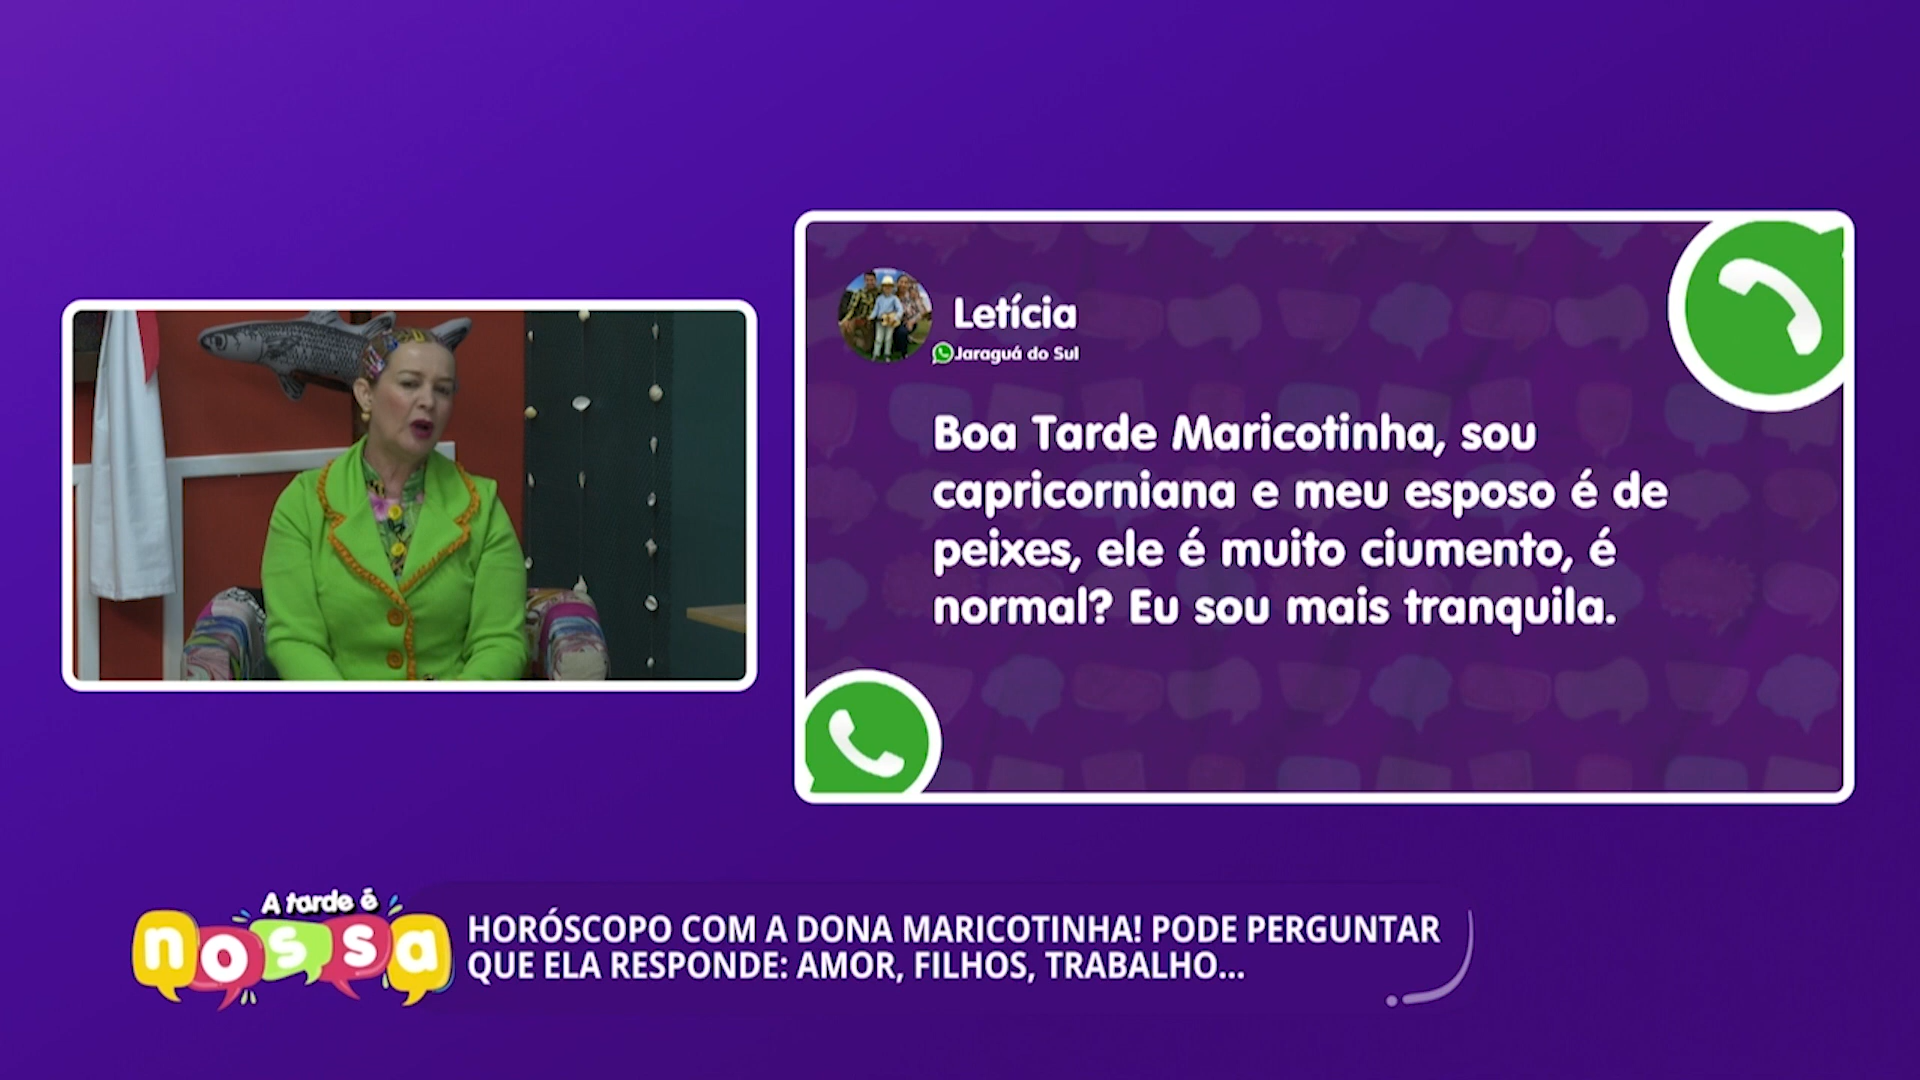 Letícia
Jaraguá do Sul
Boa Tarde Maricotinha, sou
capricorniana e meu esposo é de
peixes, ele é muito ciumento, é
normal? Eu sou mais tranquila.
A tarde é
nossa
HORÓSCOPO COM A DONA MARICOTINHA! PODE PERGUNTAR
QUE ELA RESPONDE: AMOR, FILHOS, TRABALHO...